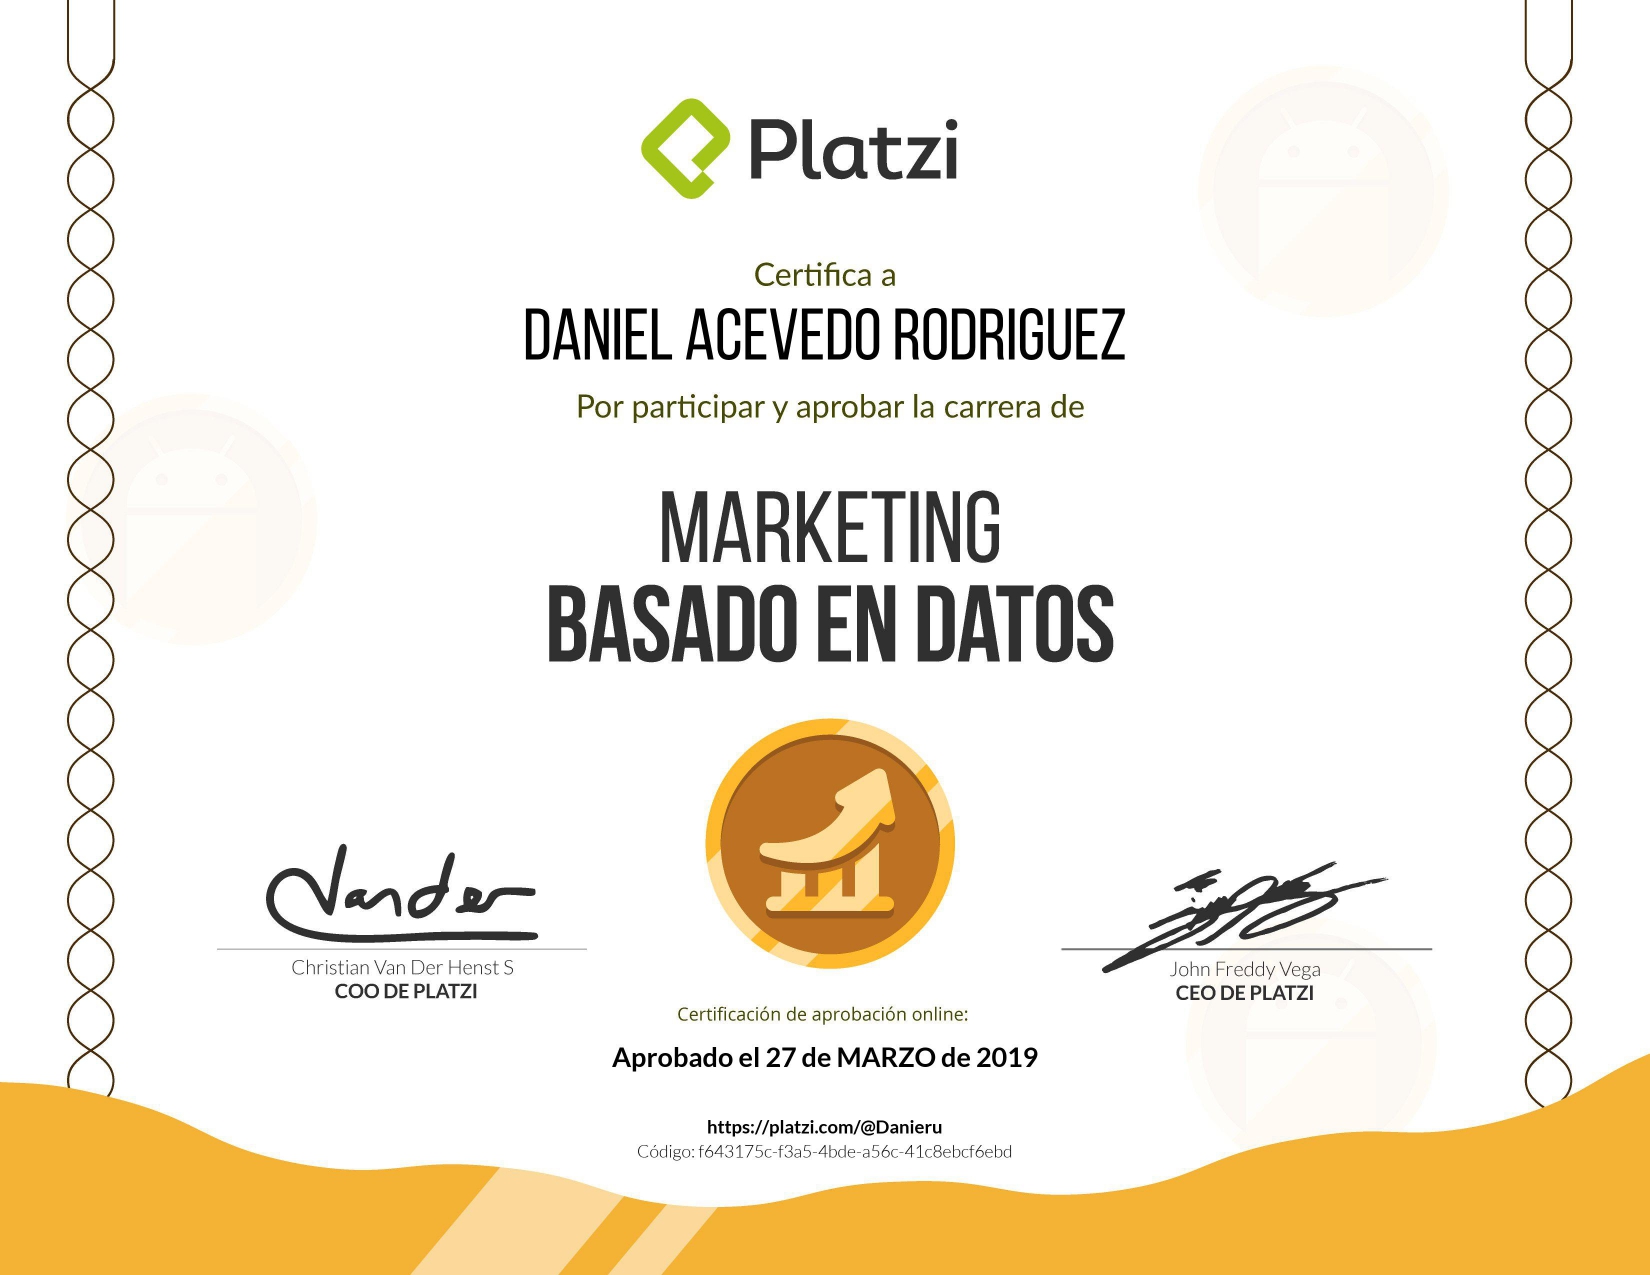 Platzi
Certifica a
DANIEL ACEVEDO RODRIGUEZ
Por participar y aprobar la carrera de
MARKETING
BASADO EN DATOS
Vander
Christian Van Der Henst S
COO DE PLATZI
John Freddy Vega
CEO DE PLATZI
Certificación de aprobación online:
Aprobado el 27 de MARZO de 2019
https://platzi.com/@Danieru
Código: f643175c-f3a5-4bde-a56c-41c8ebcf6ebd